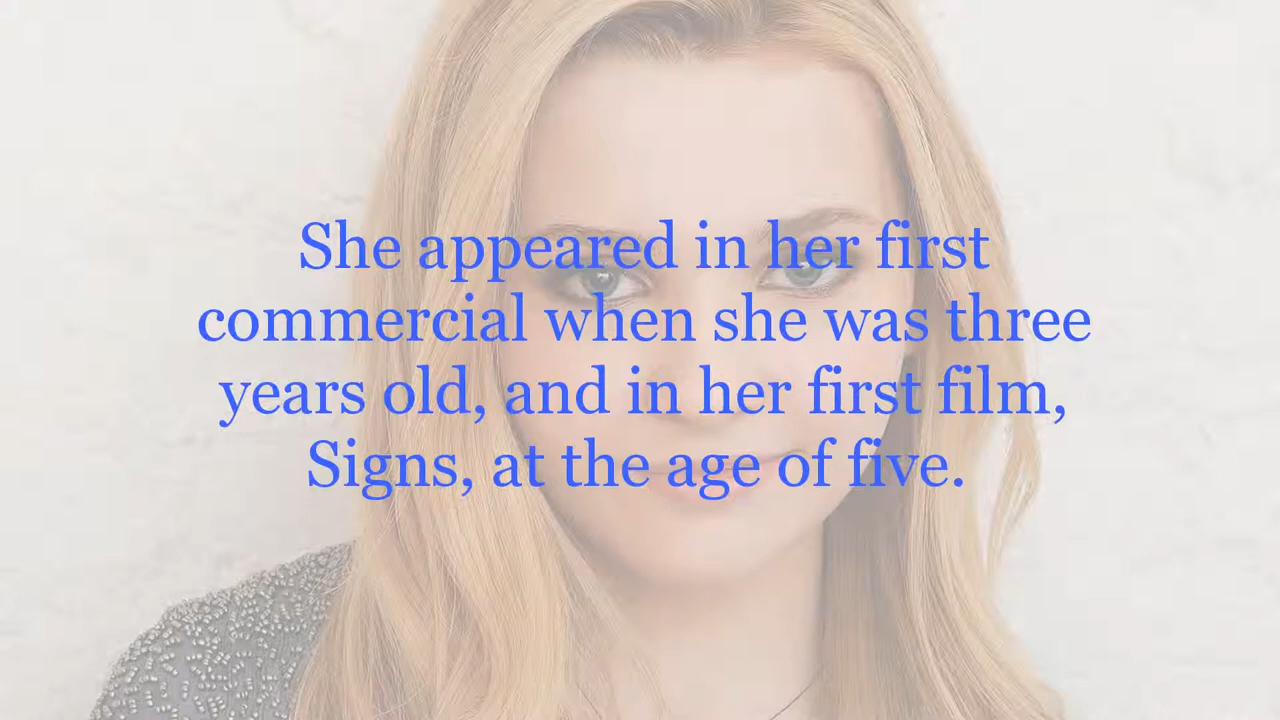 She appeared in her first
commercial when she was three
years old, and in her first film,
Signs, at the age of five.